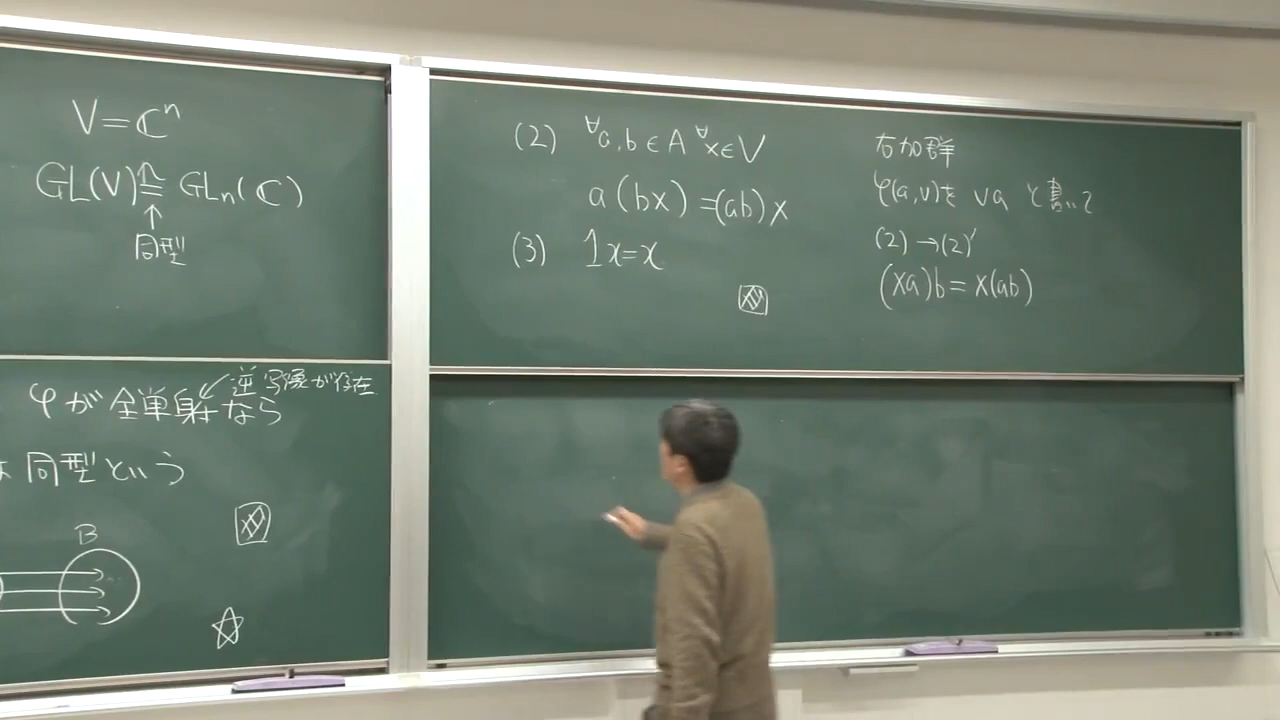 V=ℂⁿ
GL(V)≅GLn(ℂ)
↑
同型
φが全単射なら
逆写像が存在
同型という
B
(2) ∀a,b∈A ∀x∈V
a(bx)=(ab)x
(3) 1x=x
右加群
φ(a,v)を va と書いて
(2)→(2)′
(xa)b=x(ab)